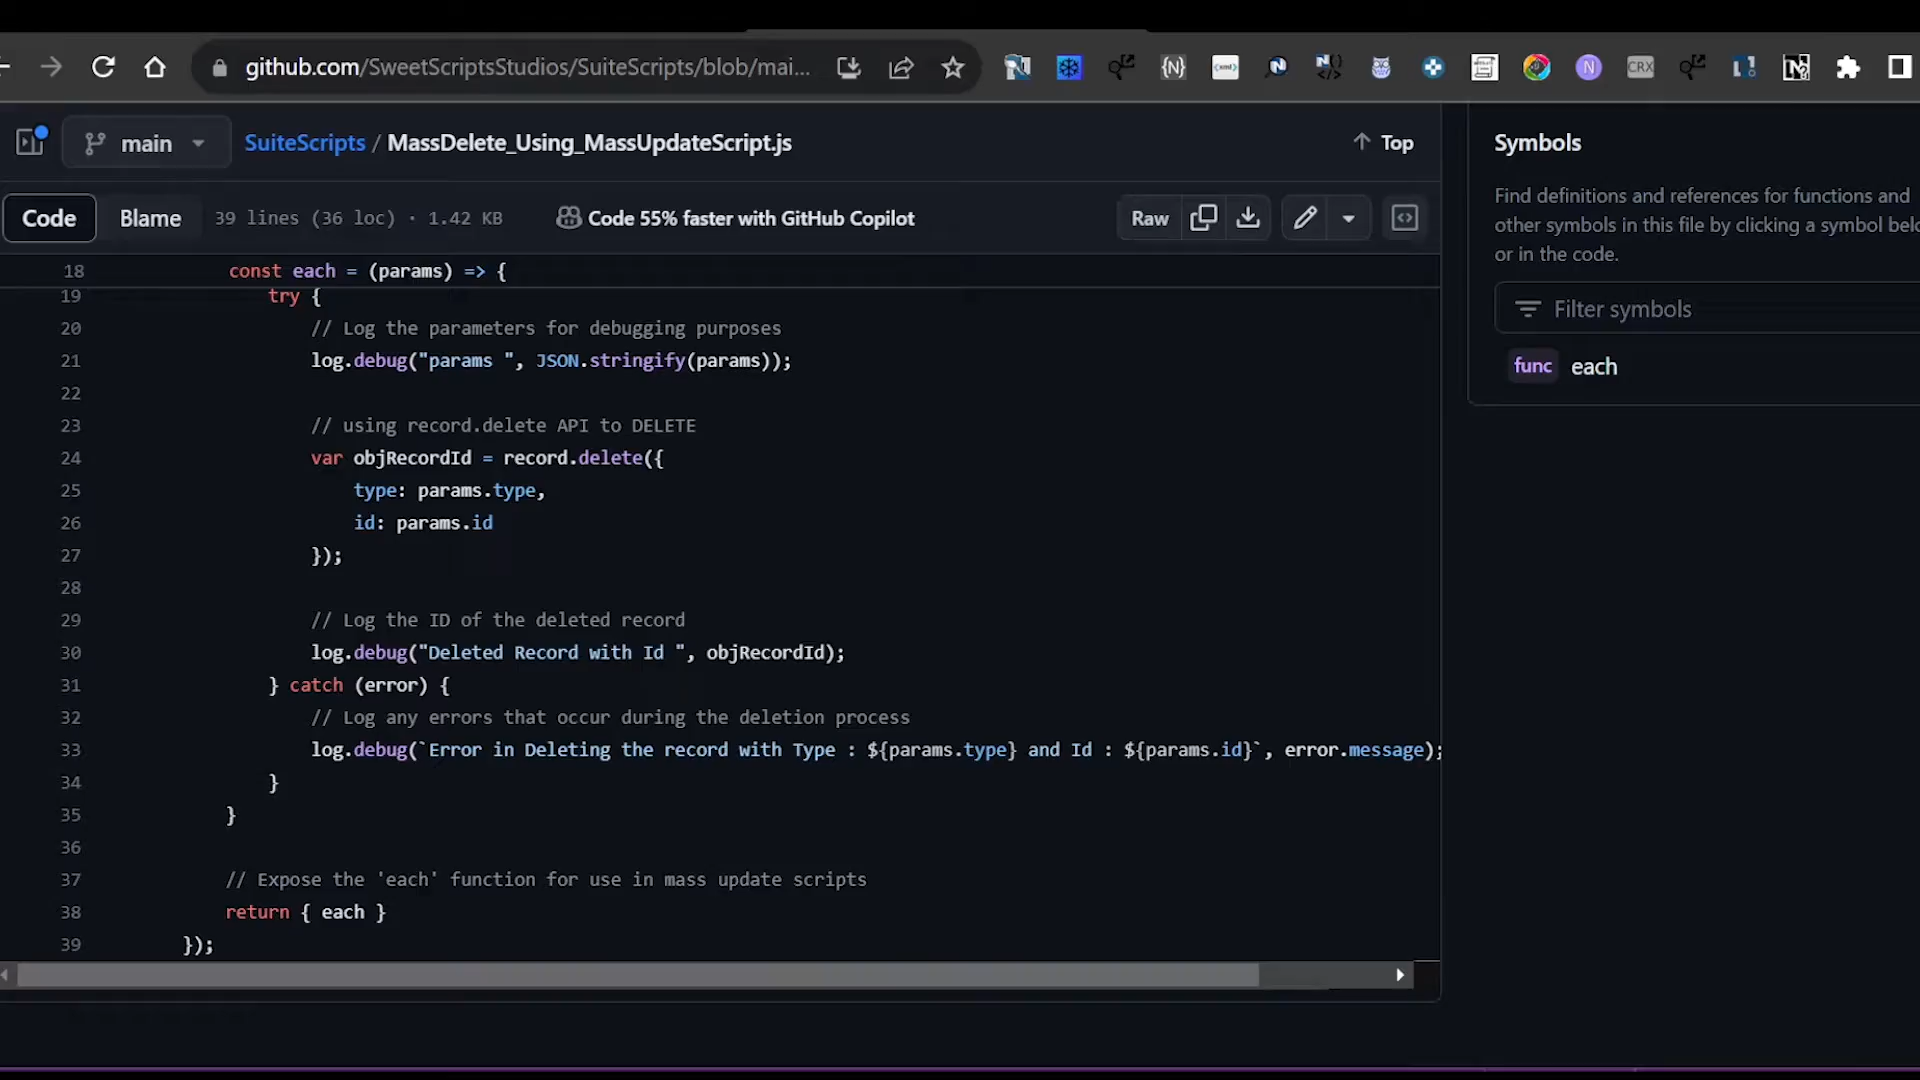 github.com/SweetScriptsStudios/SuiteScripts/blob/mai...
main
SuiteScripts / MassDelete_Using_MassUpdateScript.js
Top
Code
Blame
39 lines (36 loc) · 1.42 KB
Code 55% faster with GitHub Copilot
Raw
18 const each = (params) => {
19 try {
20 // Log the parameters for debugging purposes
21 log.debug("params ", JSON.stringify(params));
22
23 // using record.delete API to DELETE
24 var objRecordId = record.delete({
25 type: params.type,
26 id: params.id
27 });
28
29 // Log the ID of the deleted record
30 log.debug("Deleted Record with Id ", objRecordId);
31 } catch (error) {
32 // Log any errors that occur during the deletion process
33 log.debug(`Error in Deleting the record with Type : ${params.type} and Id : ${params.id}`, error.message);
34 }
35 }
36
37 // Expose the 'each' function for use in mass update scripts
38 return { each }
39 });
Symbols
Find definitions and references for functions and
other symbols in this file by clicking a symbol belo
or in the code.
Filter symbols
func each